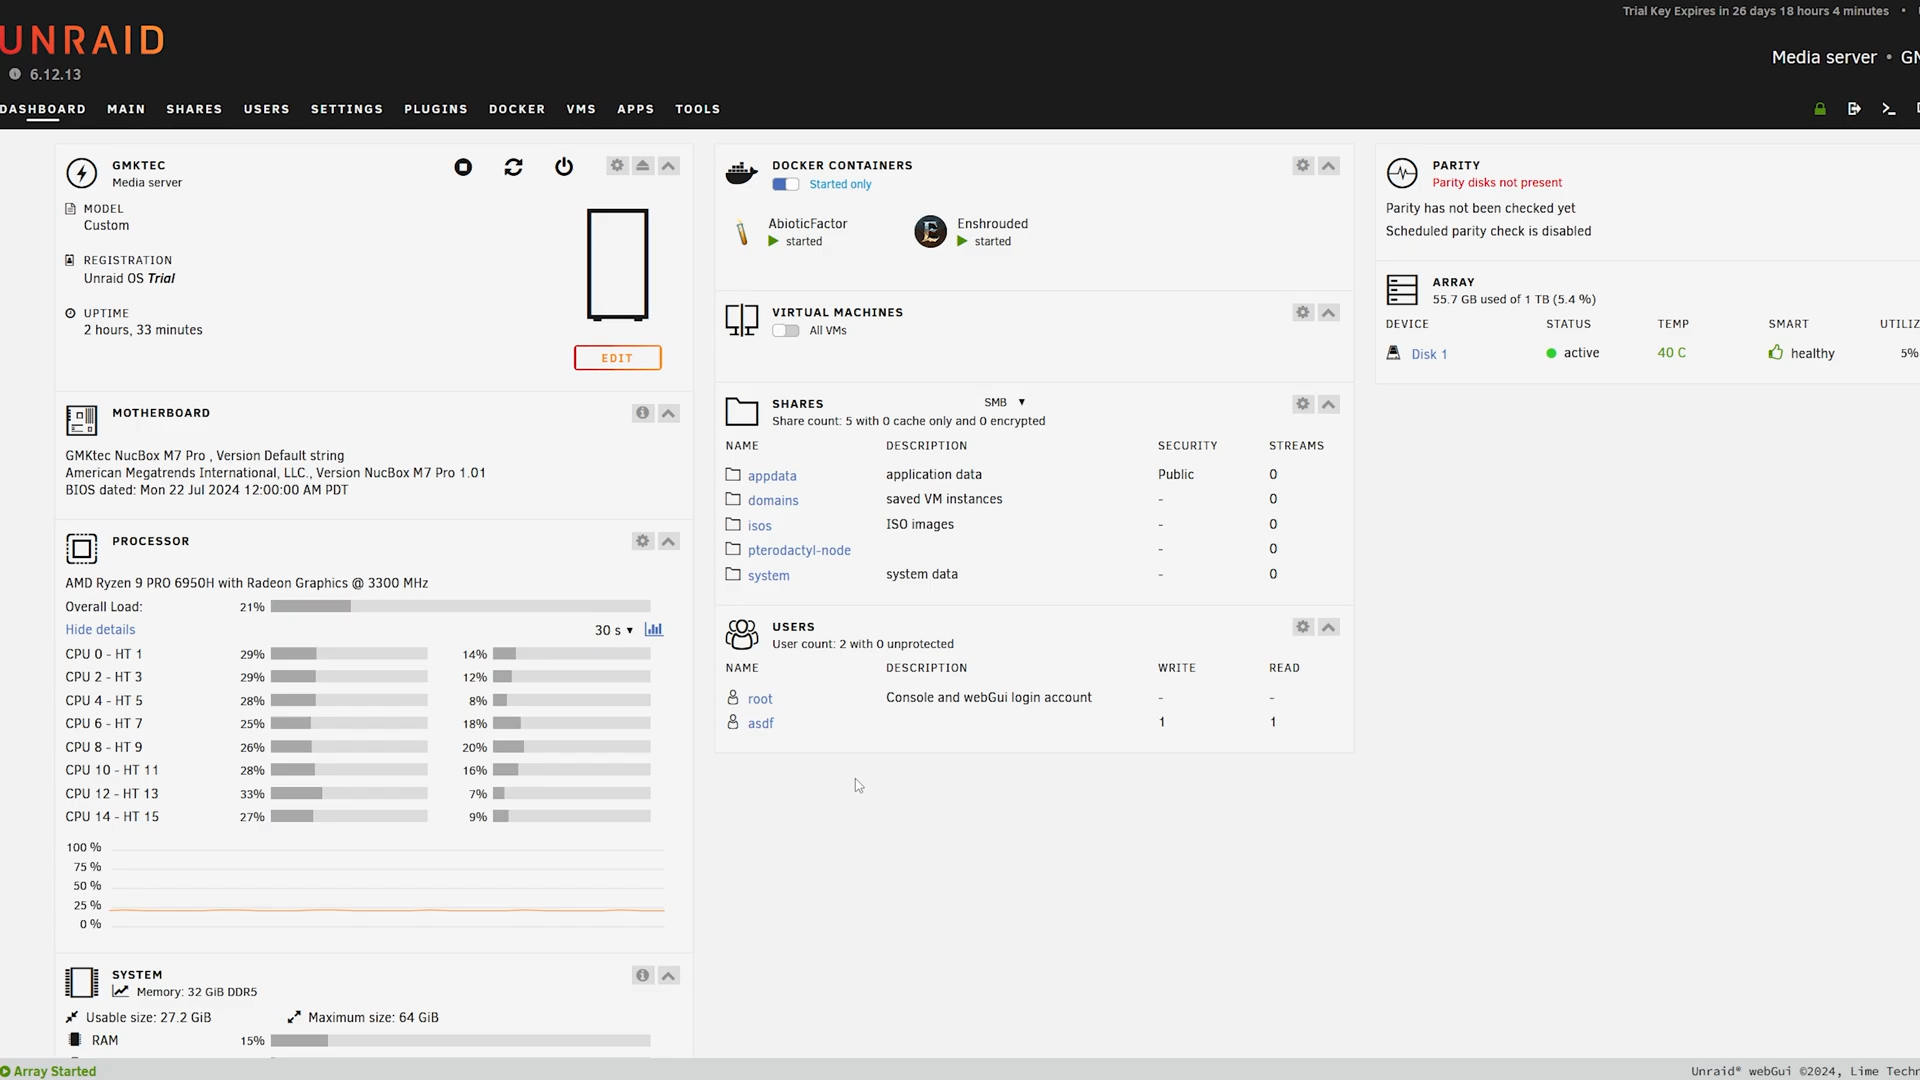 Trial Key Expires in 26 days 18 hours 4 minutes •
UNRAID
6.12.13
Media server •
DASHBOARD MAIN SHARES USERS SETTINGS PLUGINS DOCKER VMS APPS TOOLS
GMKTEC
Media server
MODEL
Custom
REGISTRATION
Unraid OS Trial
UPTIME
2 hours, 33 minutes
EDIT
MOTHERBOARD
GMKtec NucBox M7 Pro , Version Default string
American Megatrends International, LLC., Version NucBox M7 Pro 1.01
BIOS dated: Mon 22 Jul 2024 12:00:00 AM PDT
PROCESSOR
AMD Ryzen 9 PRO 6950H with Radeon Graphics @ 3300 MHz
Overall Load: 21%
Hide details 30 s ▾
CPU 0 - HT 1 29% 14%
CPU 2 - HT 3 29% 12%
CPU 4 - HT 5 28% 8%
CPU 6 - HT 7 25% 18%
CPU 8 - HT 9 26% 20%
CPU 10 - HT 11 28% 16%
CPU 12 - HT 13 33% 7%
CPU 14 - HT 15 27% 9%
100 %
75 %
50 %
25 %
0 %
SYSTEM
Memory: 32 GiB DDR5
Usable size: 27.2 GiB Maximum size: 64 GiB
RAM 15%
DOCKER CONTAINERS
Started only
AbioticFactor
started
Enshrouded
started
VIRTUAL MACHINES
All VMs
SHARES SMB ▾
Share count: 5 with 0 cache only and 0 encrypted
NAME DESCRIPTION SECURITY STREAMS
appdata application data Public 0
domains saved VM instances - 0
isos ISO images - 0
pterodactyl-node - 0
system system data - 0
USERS
User count: 2 with 0 unprotected
NAME DESCRIPTION WRITE READ
root Console and webGui login account - -
asdf 1 1
PARITY
Parity disks not present
Parity has not been checked yet
Scheduled parity check is disabled
ARRAY
55.7 GB used of 1 TB (5.4 %)
DEVICE STATUS TEMP SMART UTILIZ
Disk 1 active 40 C healthy 5%
Array Started
Unraid® webGui ©2024, Lime Techn